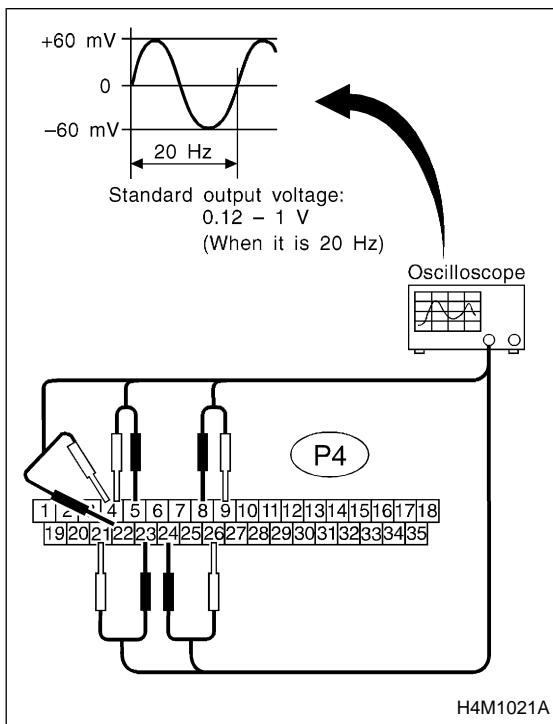 +60 mV
0
−60 mV
20 Hz
Standard output voltage:
0.12 – 1 V
(When it is 20 Hz)
Oscilloscope
P4
1 2 3 4 5 6 7 8 9 10 11 12 13 14 15 16 17 18
19 20 21 22 23 24 25 26 27 28 29 30 31 32 33 34 35
H4M1021A